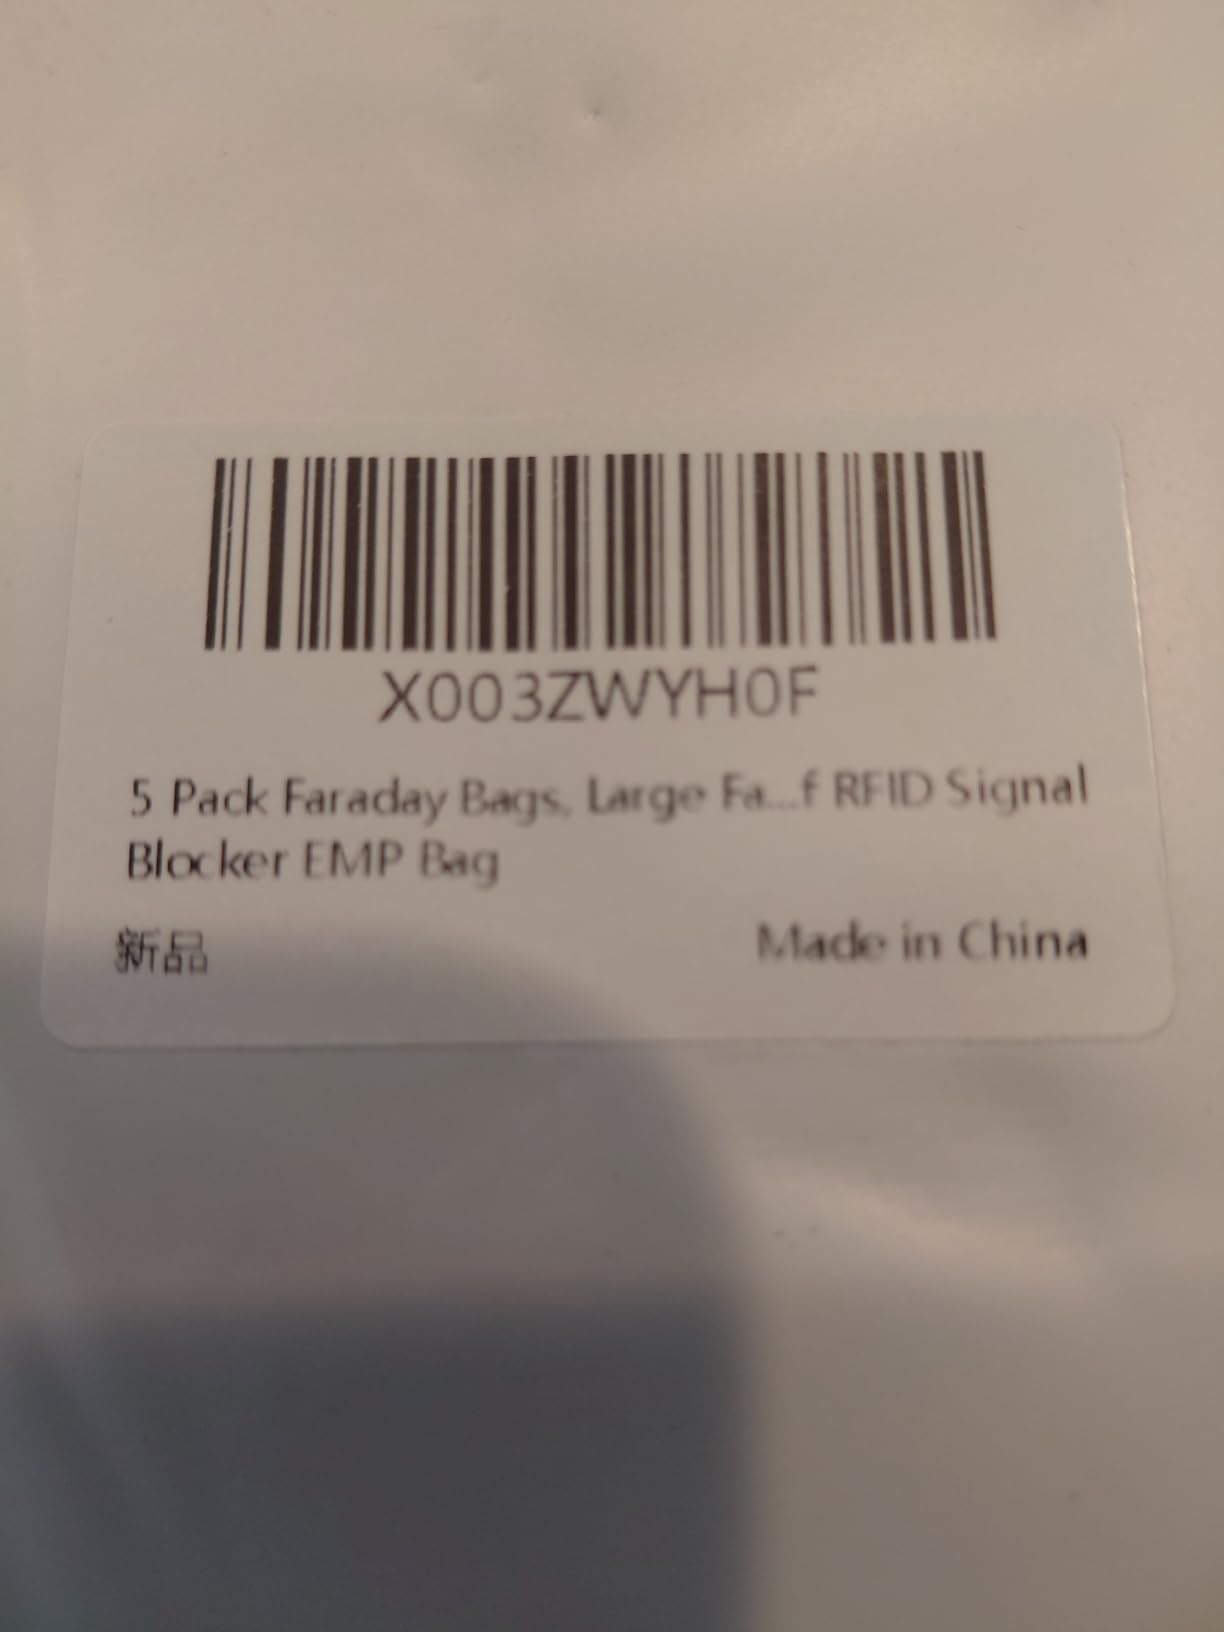 X003ZWYH0F
5 Pack Faraday Bags, Large Fa...f RFID Signal
Blocker EMP Bag
新品
Made in China